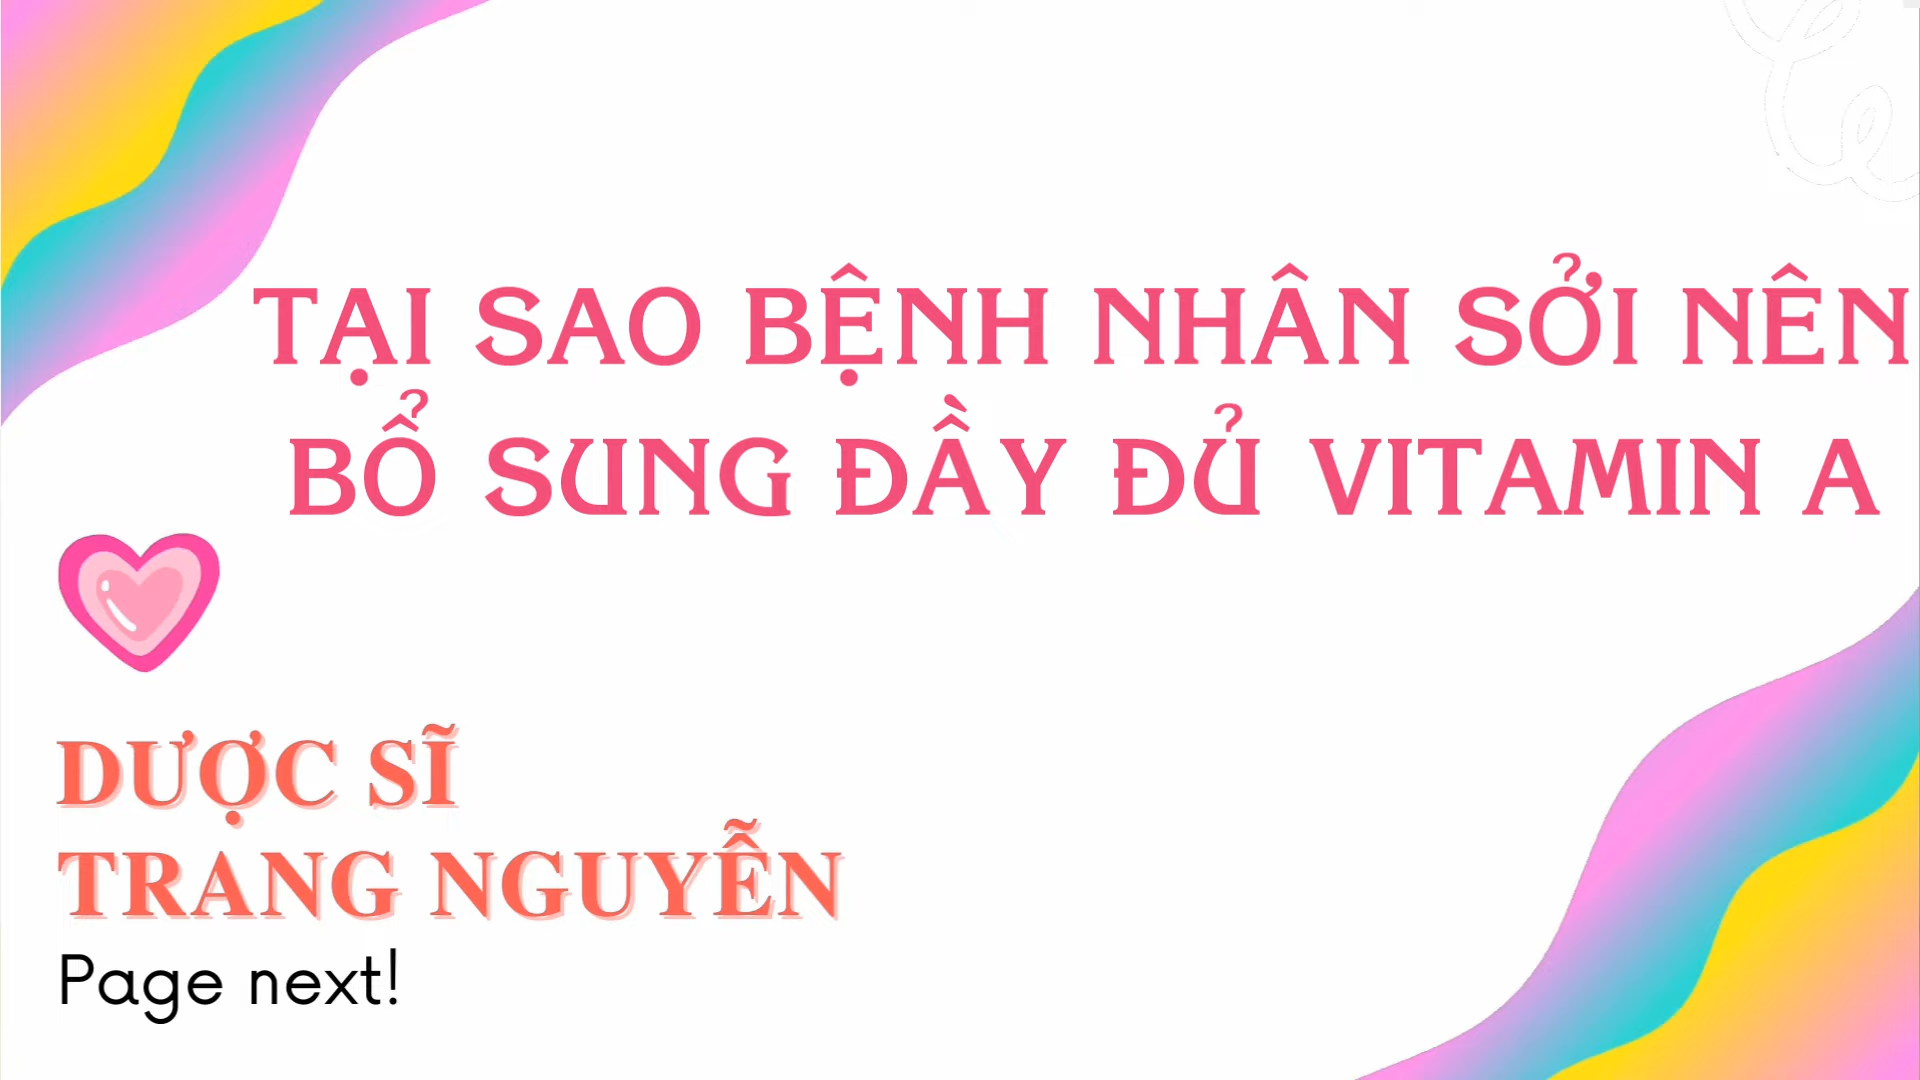 TẠI SAO BỆNH NHÂN SỞI NÊN
BỔ SUNG ĐẦY ĐỦ VITAMIN A
DƯỢC SĨ
TRANG NGUYỄN
Page next!